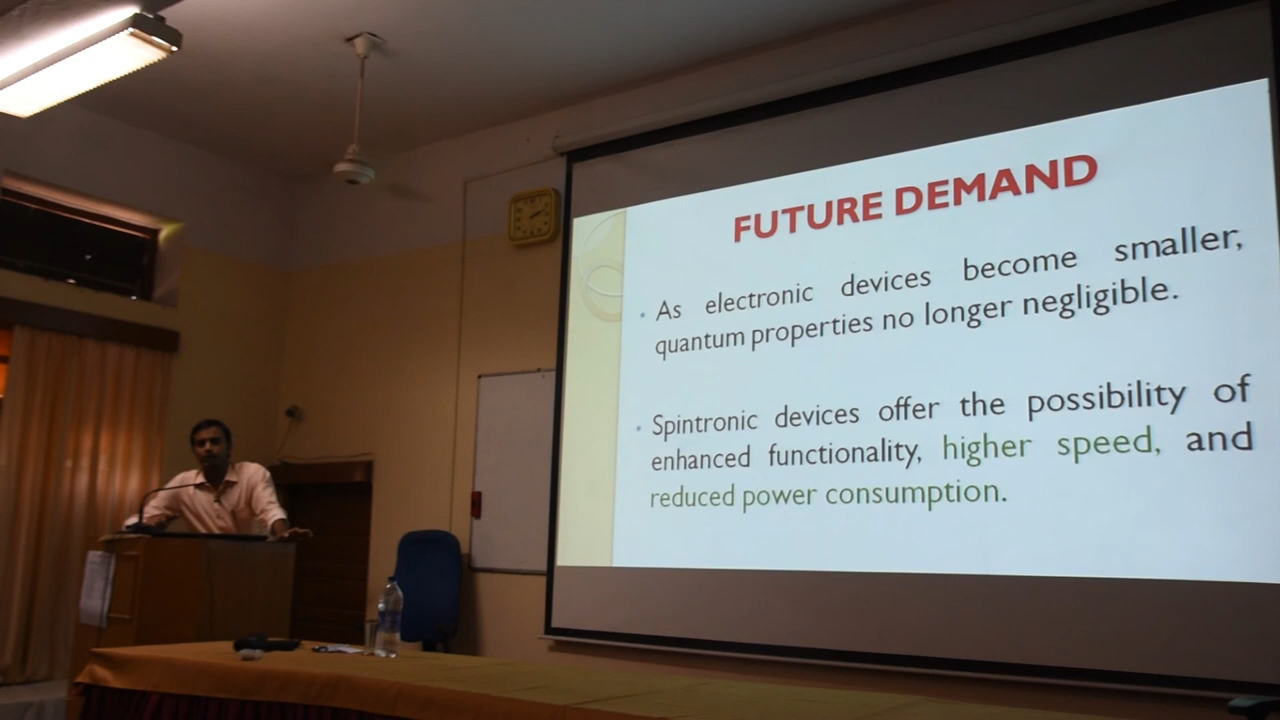 FUTURE DEMAND
As electronic devices become smaller,
quantum properties no longer negligible.
Spintronic devices offer the possibility of
enhanced functionality, higher speed, and
reduced power consumption.